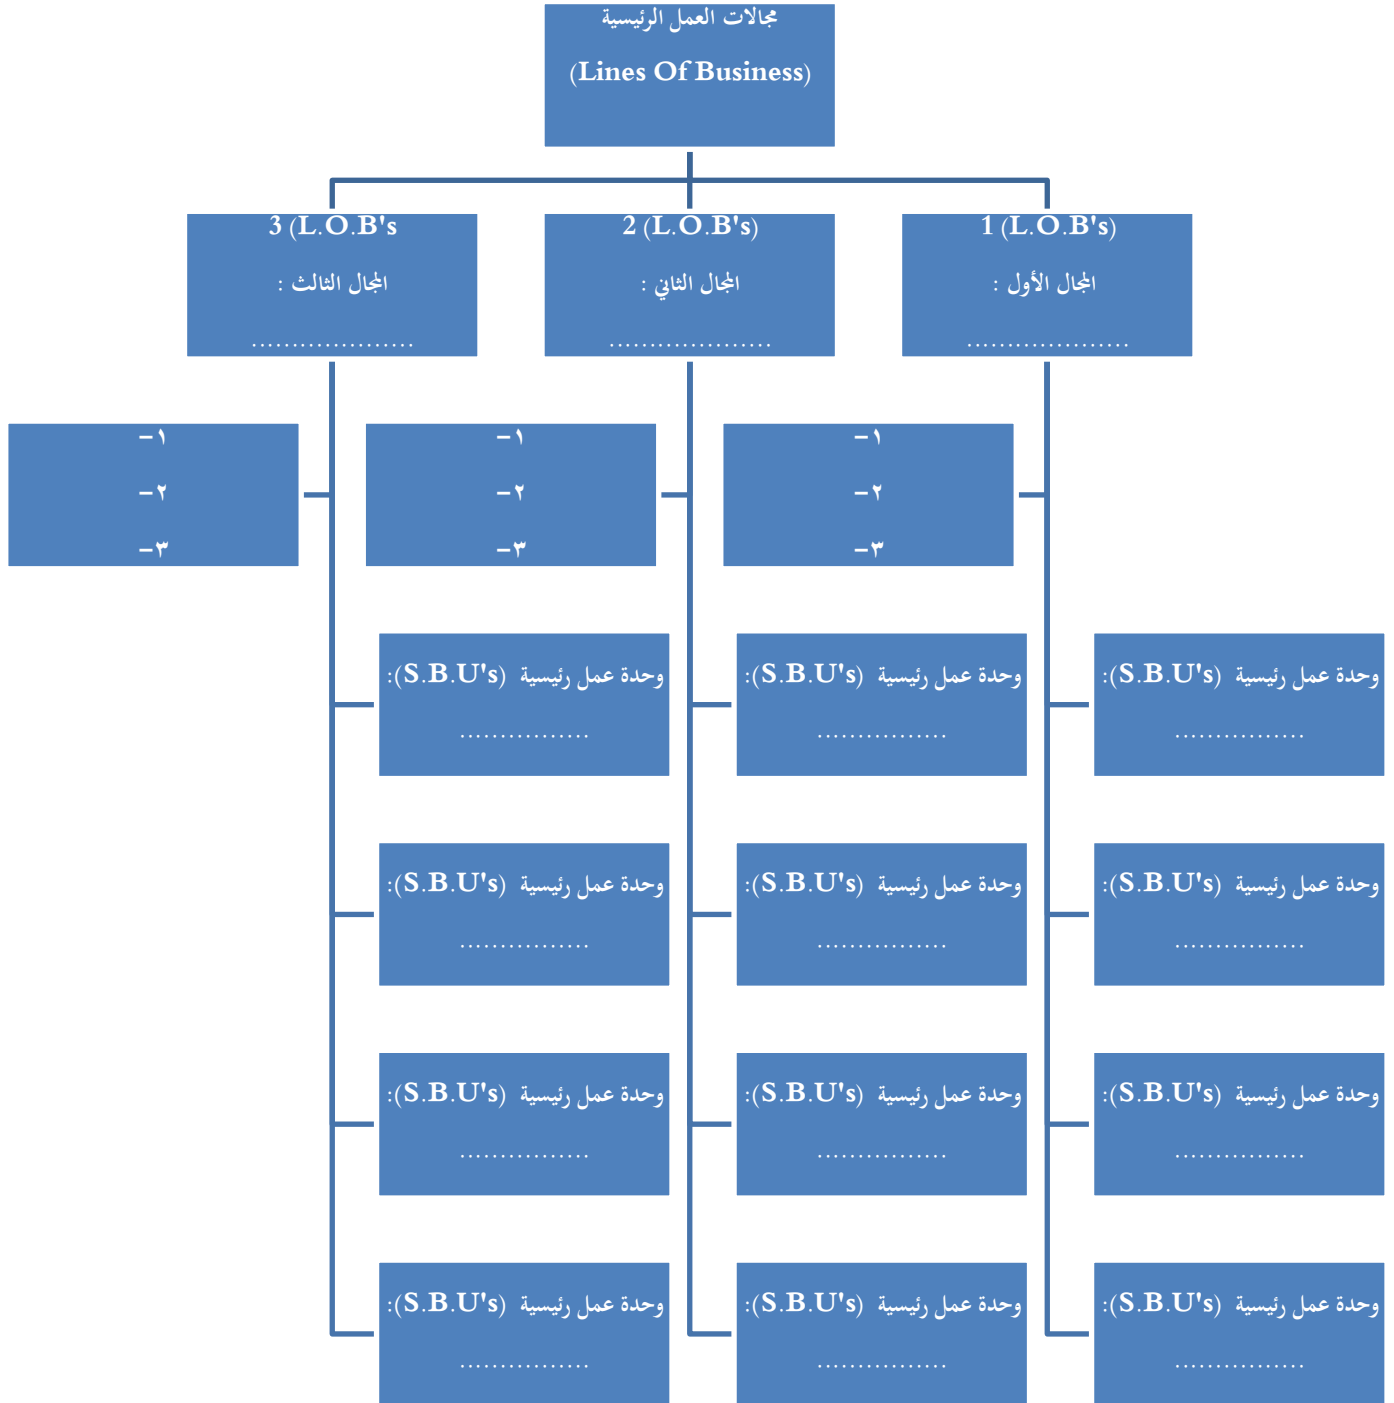 مجالات العمل الرئيسية
(Lines Of Business)
1 (L.O.B's)
المجال الأول :
....................
2 (L.O.B's)
المجال الثاني :
....................
3 (L.O.B's
المجال الثالث :
....................
١-
٢-
٣-
١-
٢-
٣-
١-
٢-
٣-
وحدة عمل رئيسية (S.B.U's):
................
وحدة عمل رئيسية (S.B.U's):
................
وحدة عمل رئيسية (S.B.U's):
................
وحدة عمل رئيسية (S.B.U's):
................
وحدة عمل رئيسية (S.B.U's):
................
وحدة عمل رئيسية (S.B.U's):
................
وحدة عمل رئيسية (S.B.U's):
................
وحدة عمل رئيسية (S.B.U's):
................
وحدة عمل رئيسية (S.B.U's):
................
وحدة عمل رئيسية (S.B.U's):
................
وحدة عمل رئيسية (S.B.U's):
................
وحدة عمل رئيسية (S.B.U's):
................